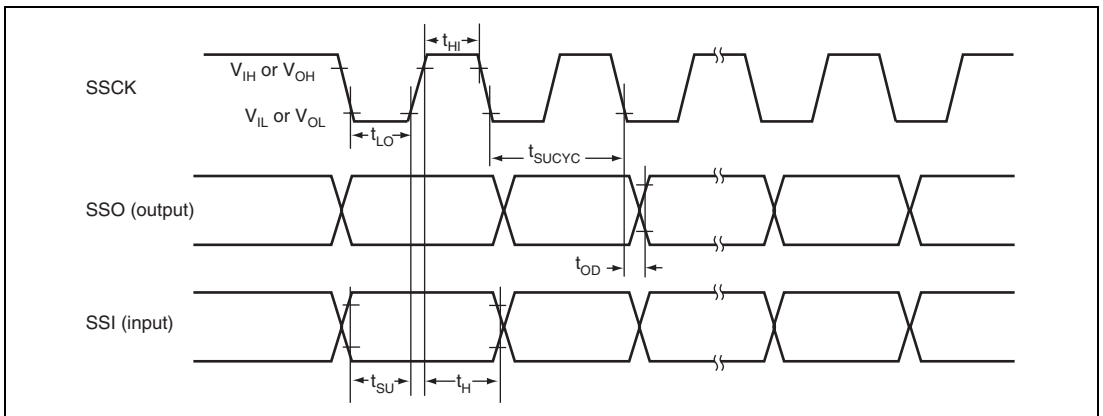 tHI
VIH or VOH
SSCK
VIL or VOL
tLO
tSUCYC
SSO (output)
tOD
SSI (input)
tSU
tH